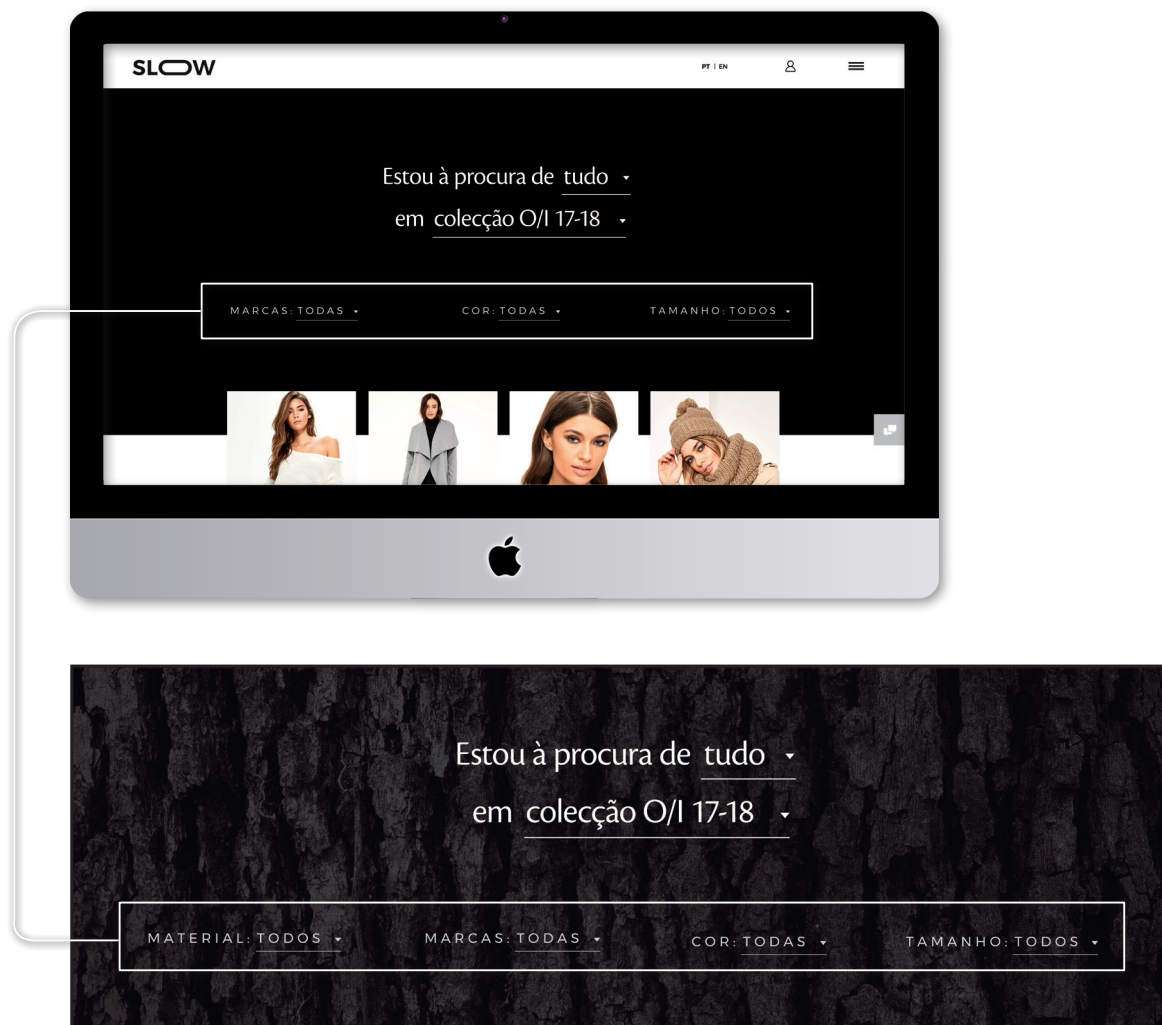 SLOW
PT | EN
Estou à procura de tudo
em colecção O/I 17-18
MARCAS: TODAS COR: TODAS TAMANHO: TODOS
Estou à procura de tudo
em colecção O/I 17-18
MATERIAL: TODOS MARCAS: TODAS COR: TODAS TAMANHO: TODOS